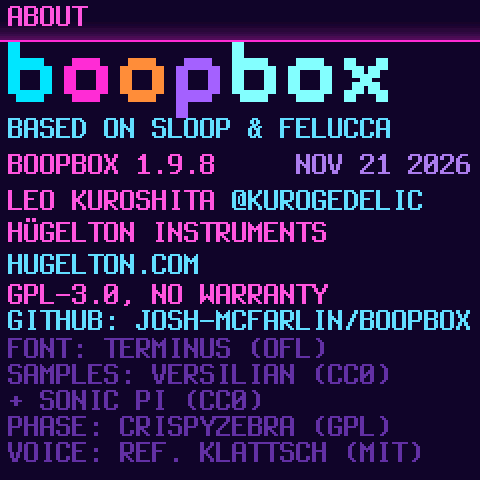 ABOUT
boopbox
BASED ON SLOOP & FELUCCA
BOOPBOX 1.9.8 NOV 21 2026
LEO KUROSHITA @KUROGEDELIC
HÜGELTON INSTRUMENTS
HUGELTON.COM
GPL-3.0, NO WARRANTY
GITHUB: JOSH-MCFARLIN/BOOPBOX
FONT: TERMINUS (OFL)
SAMPLES: VERSILIAN (CC0)
+ SONIC PI (CC0)
PHASE: CRISPYZEBRA (GPL)
VOICE: REF. KLATTSCH (MIT)